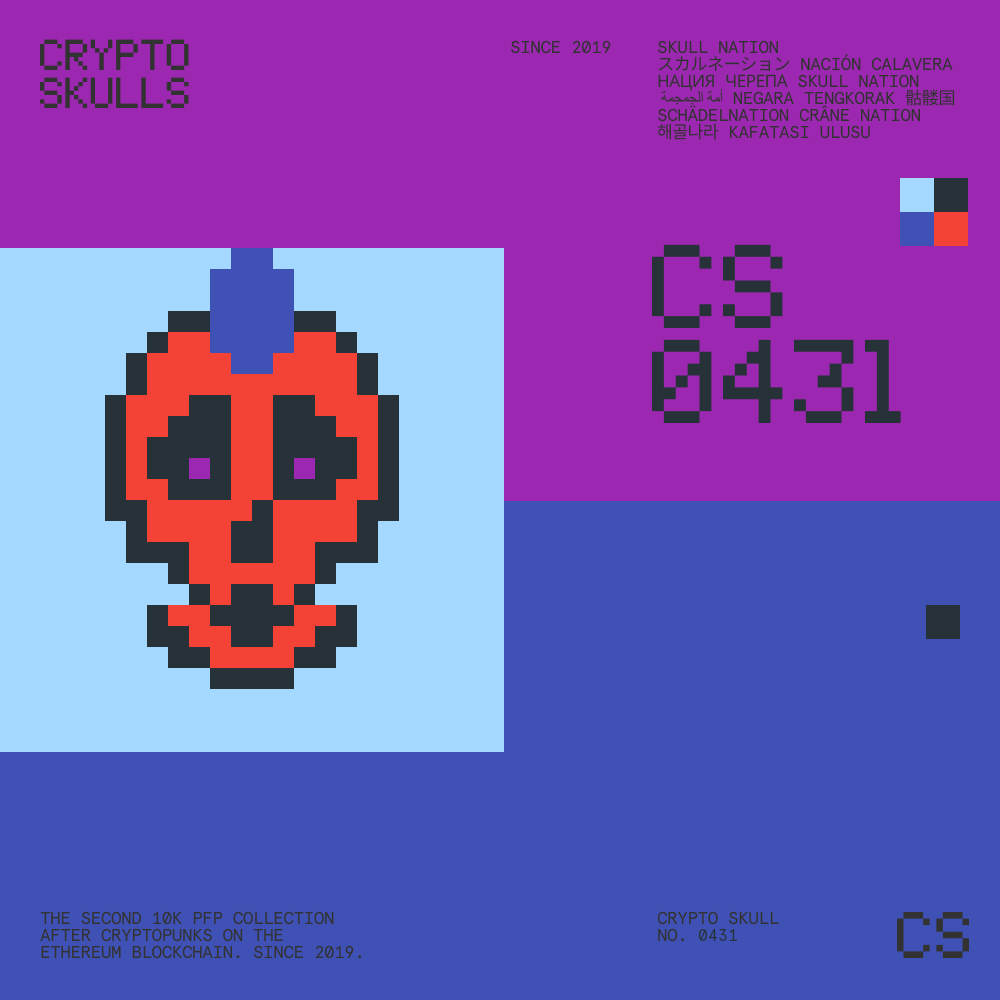 CRYPTO
SKULLS
SINCE 2019
SKULL NATION
スカルネーション NACIÓN CALAVERA
НАЦИЯ ЧЕРЕПА SKULL NATION
أمة الجمجمة NEGARA TENGKORAK 骷髅国
SCHÄDELNATION CRÂNE NATION
해골나라 KAFATASI ULUSU
CS
0431
THE SECOND 10K PFP COLLECTION
AFTER CRYPTOPUNKS ON THE
ETHEREUM BLOCKCHAIN. SINCE 2019.
CRYPTO SKULL
NO. 0431
CS